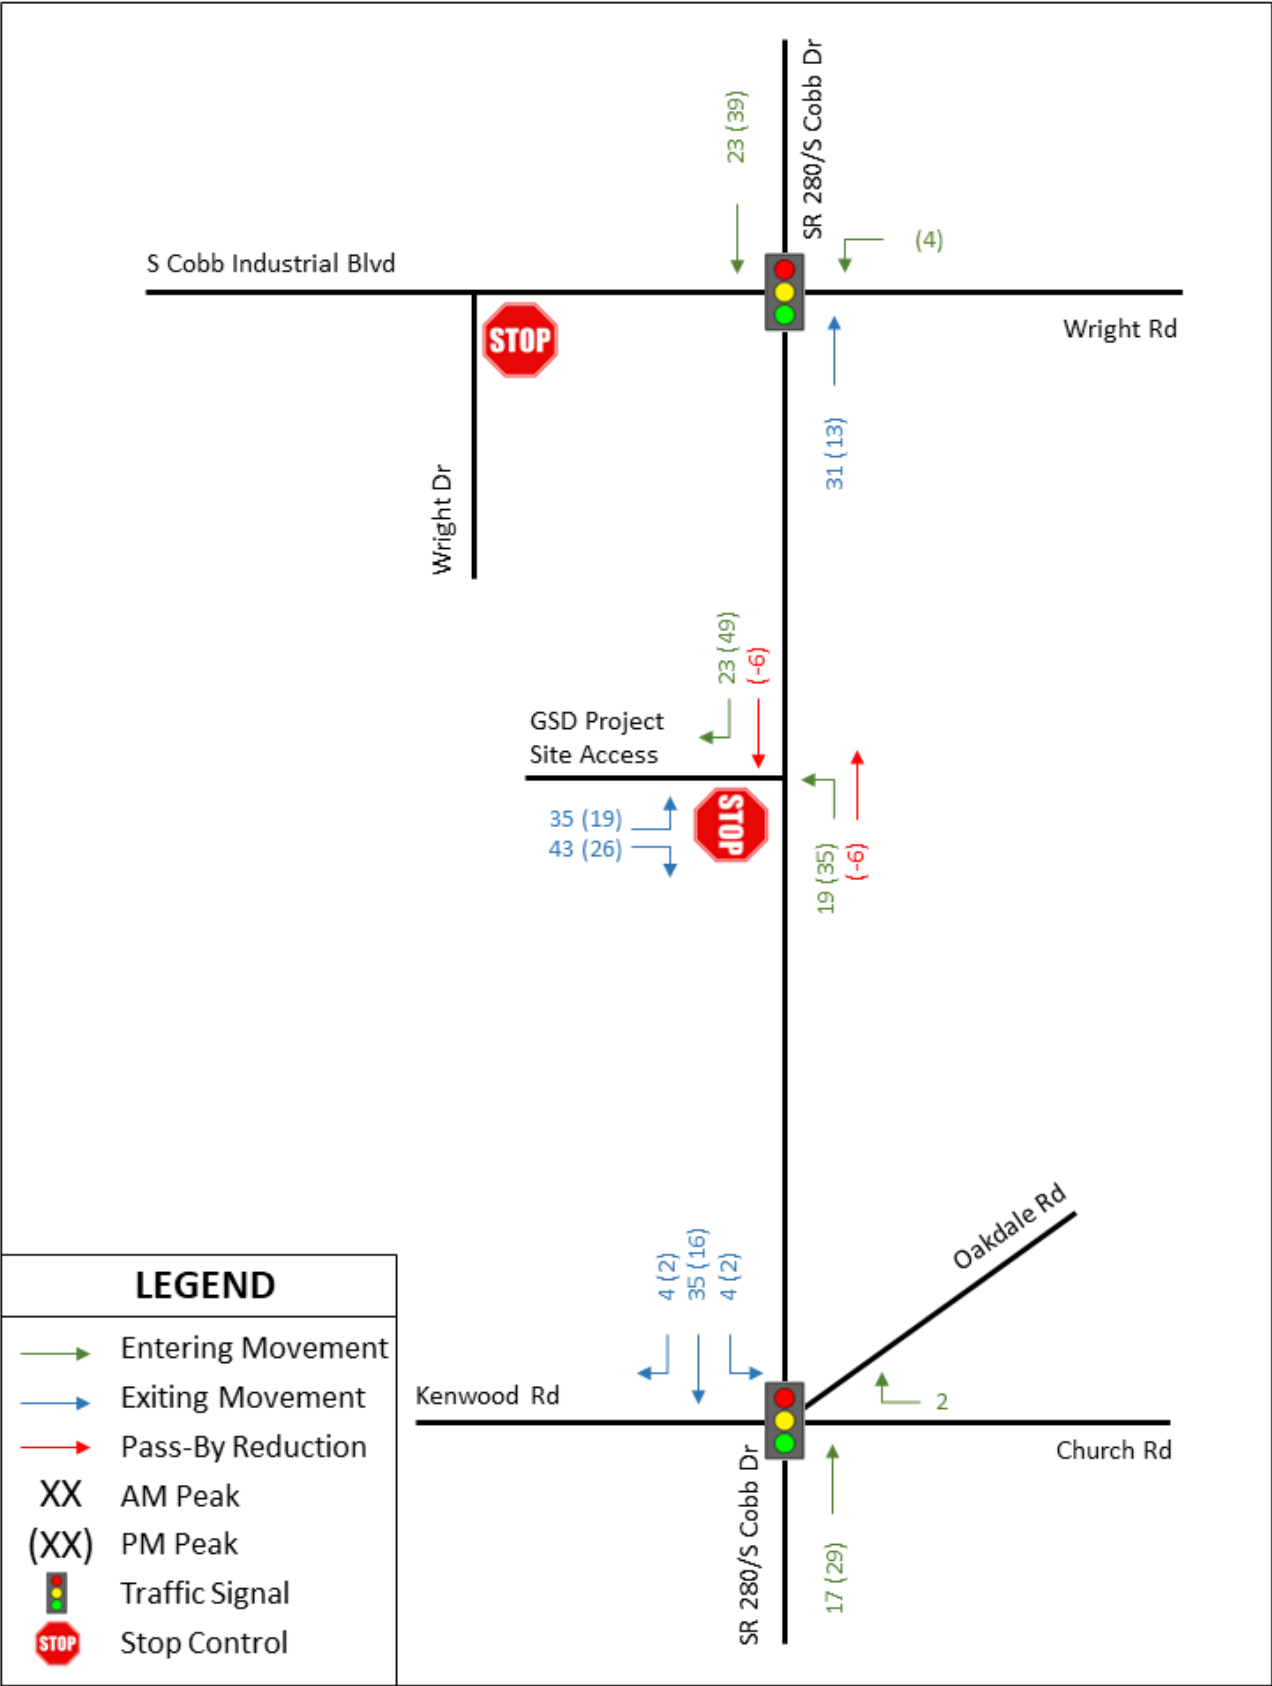 SR 280/S Cobb Dr
23 (39)
(4)
S Cobb Industrial Blvd
STOP
Wright Rd
31 (13)
Wright Dr
23 (49)
(-6)
GSD Project
Site Access
STOP
35 (19)
43 (26)
19 (35)
(-6)
Oakdale Rd
4 (2)
35 (16)
4 (2)
Kenwood Rd
2
Church Rd
SR 280/S Cobb Dr
17 (29)
LEGEND
Entering Movement
Exiting Movement
Pass-By Reduction
XX AM Peak
(XX) PM Peak
Traffic Signal
STOP Stop Control